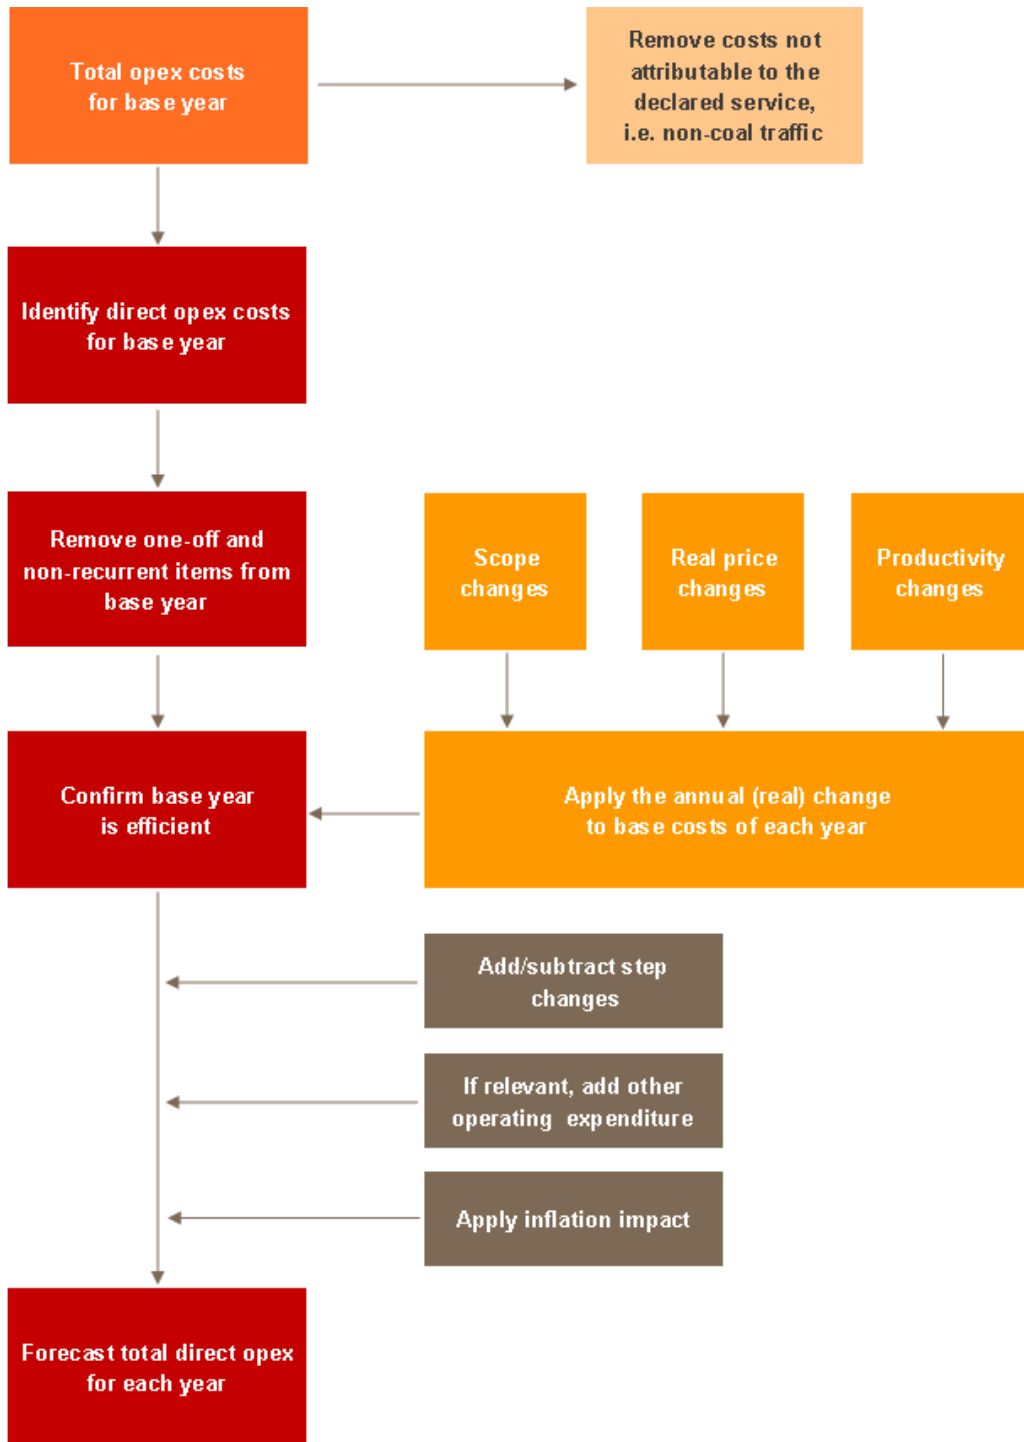 Total opex costs
for base year
Remove costs not
attributable to the
declared service,
i.e. non-coal traffic
Identify direct opex costs
for base year
Remove one-off and
non-recurrent items from
base year
Scope
changes
Real price
changes
Productivity
changes
Confirm base year
is efficient
Apply the annual (real) change
to base costs of each year
Add/subtract step
changes
If relevant, add other
operating expenditure
Apply inflation impact
Forecast total direct opex
for each year